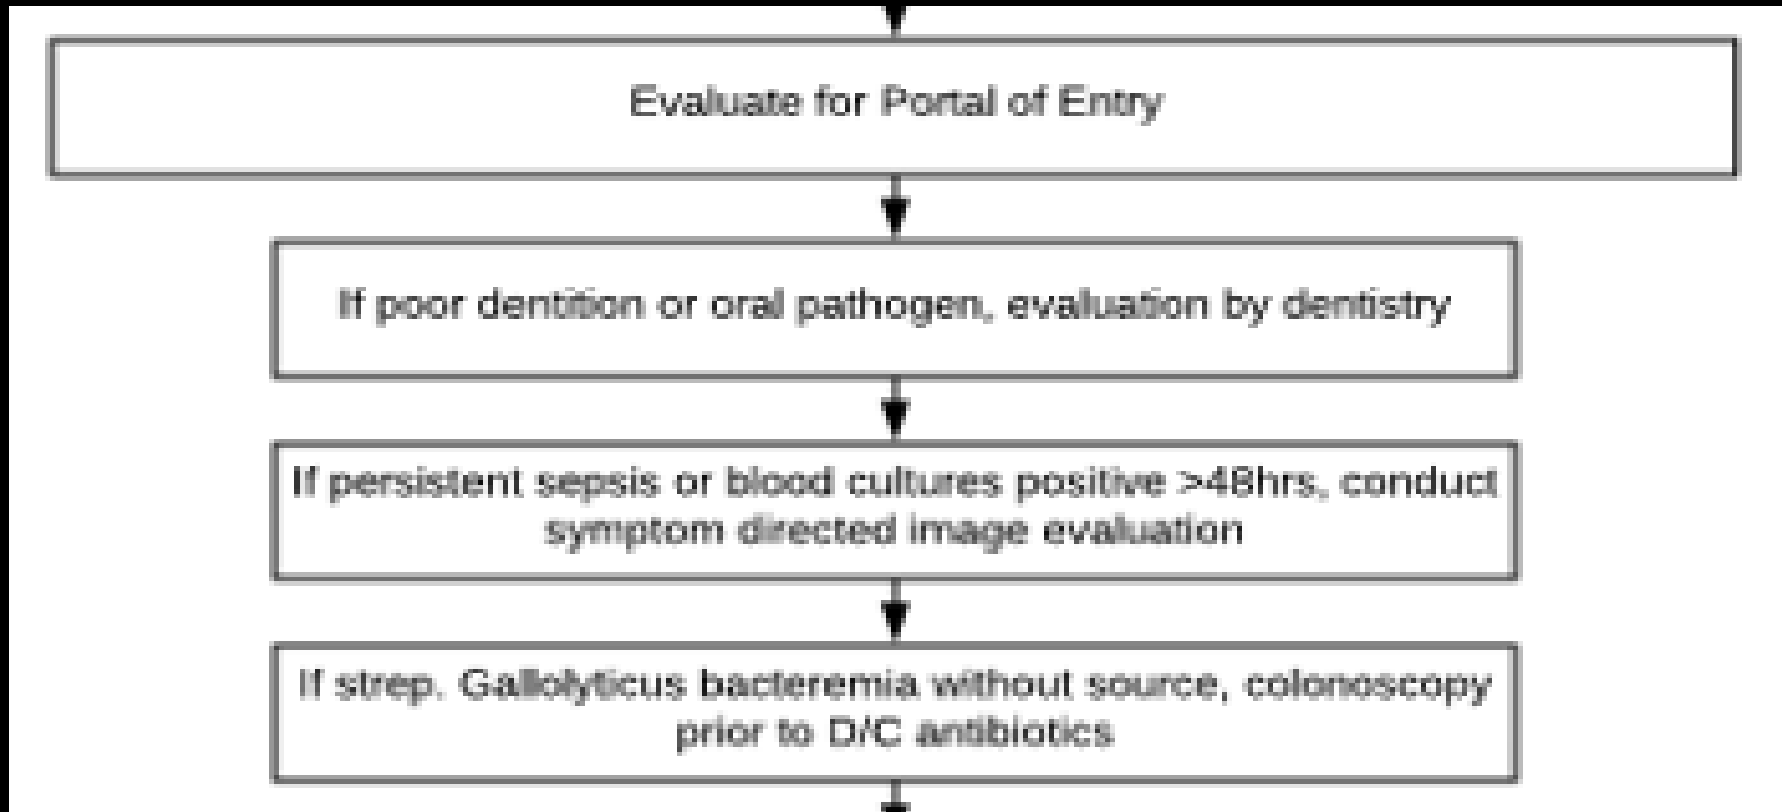 Evaluate for Portal of Entry
If poor dentition or oral pathogen, evaluation by dentistry
If persistent sepsis or blood cultures positive >48hrs, conduct
symptom directed image evaluation
If strep. Gallolyticus bacteremia without source, colonoscopy
prior to D/C antibiotics